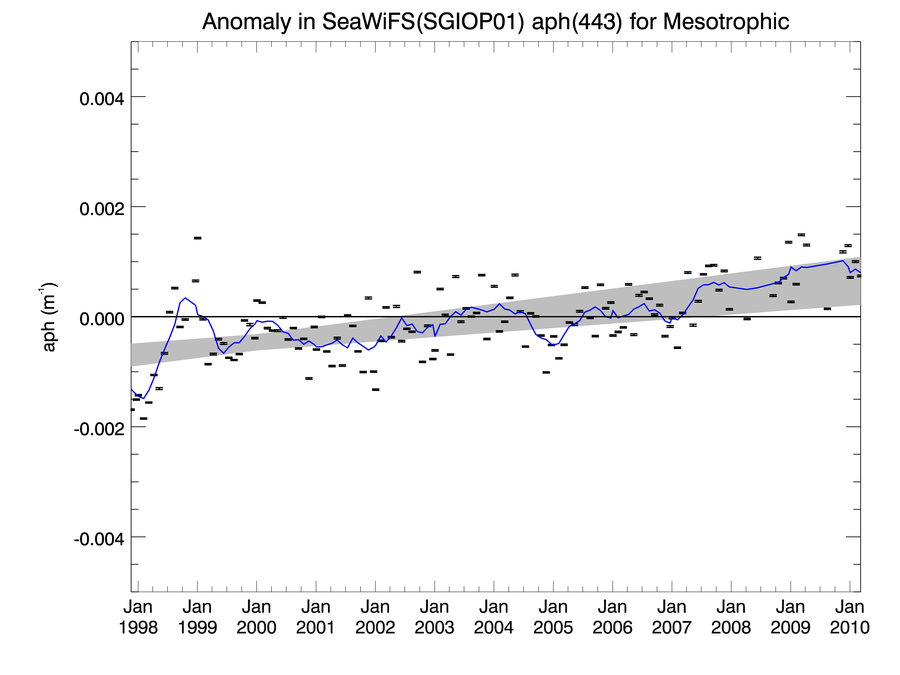 Anomaly in SeaWiFS(SGIOP01) aph(443) for Mesotrophic
0.004
0.002
0.000
-0.002
-0.004
aph (m⁻¹)
Jan Jan Jan Jan Jan Jan Jan Jan Jan Jan Jan Jan Jan
1998 1999 2000 2001 2002 2003 2004 2005 2006 2007 2008 2009 2010